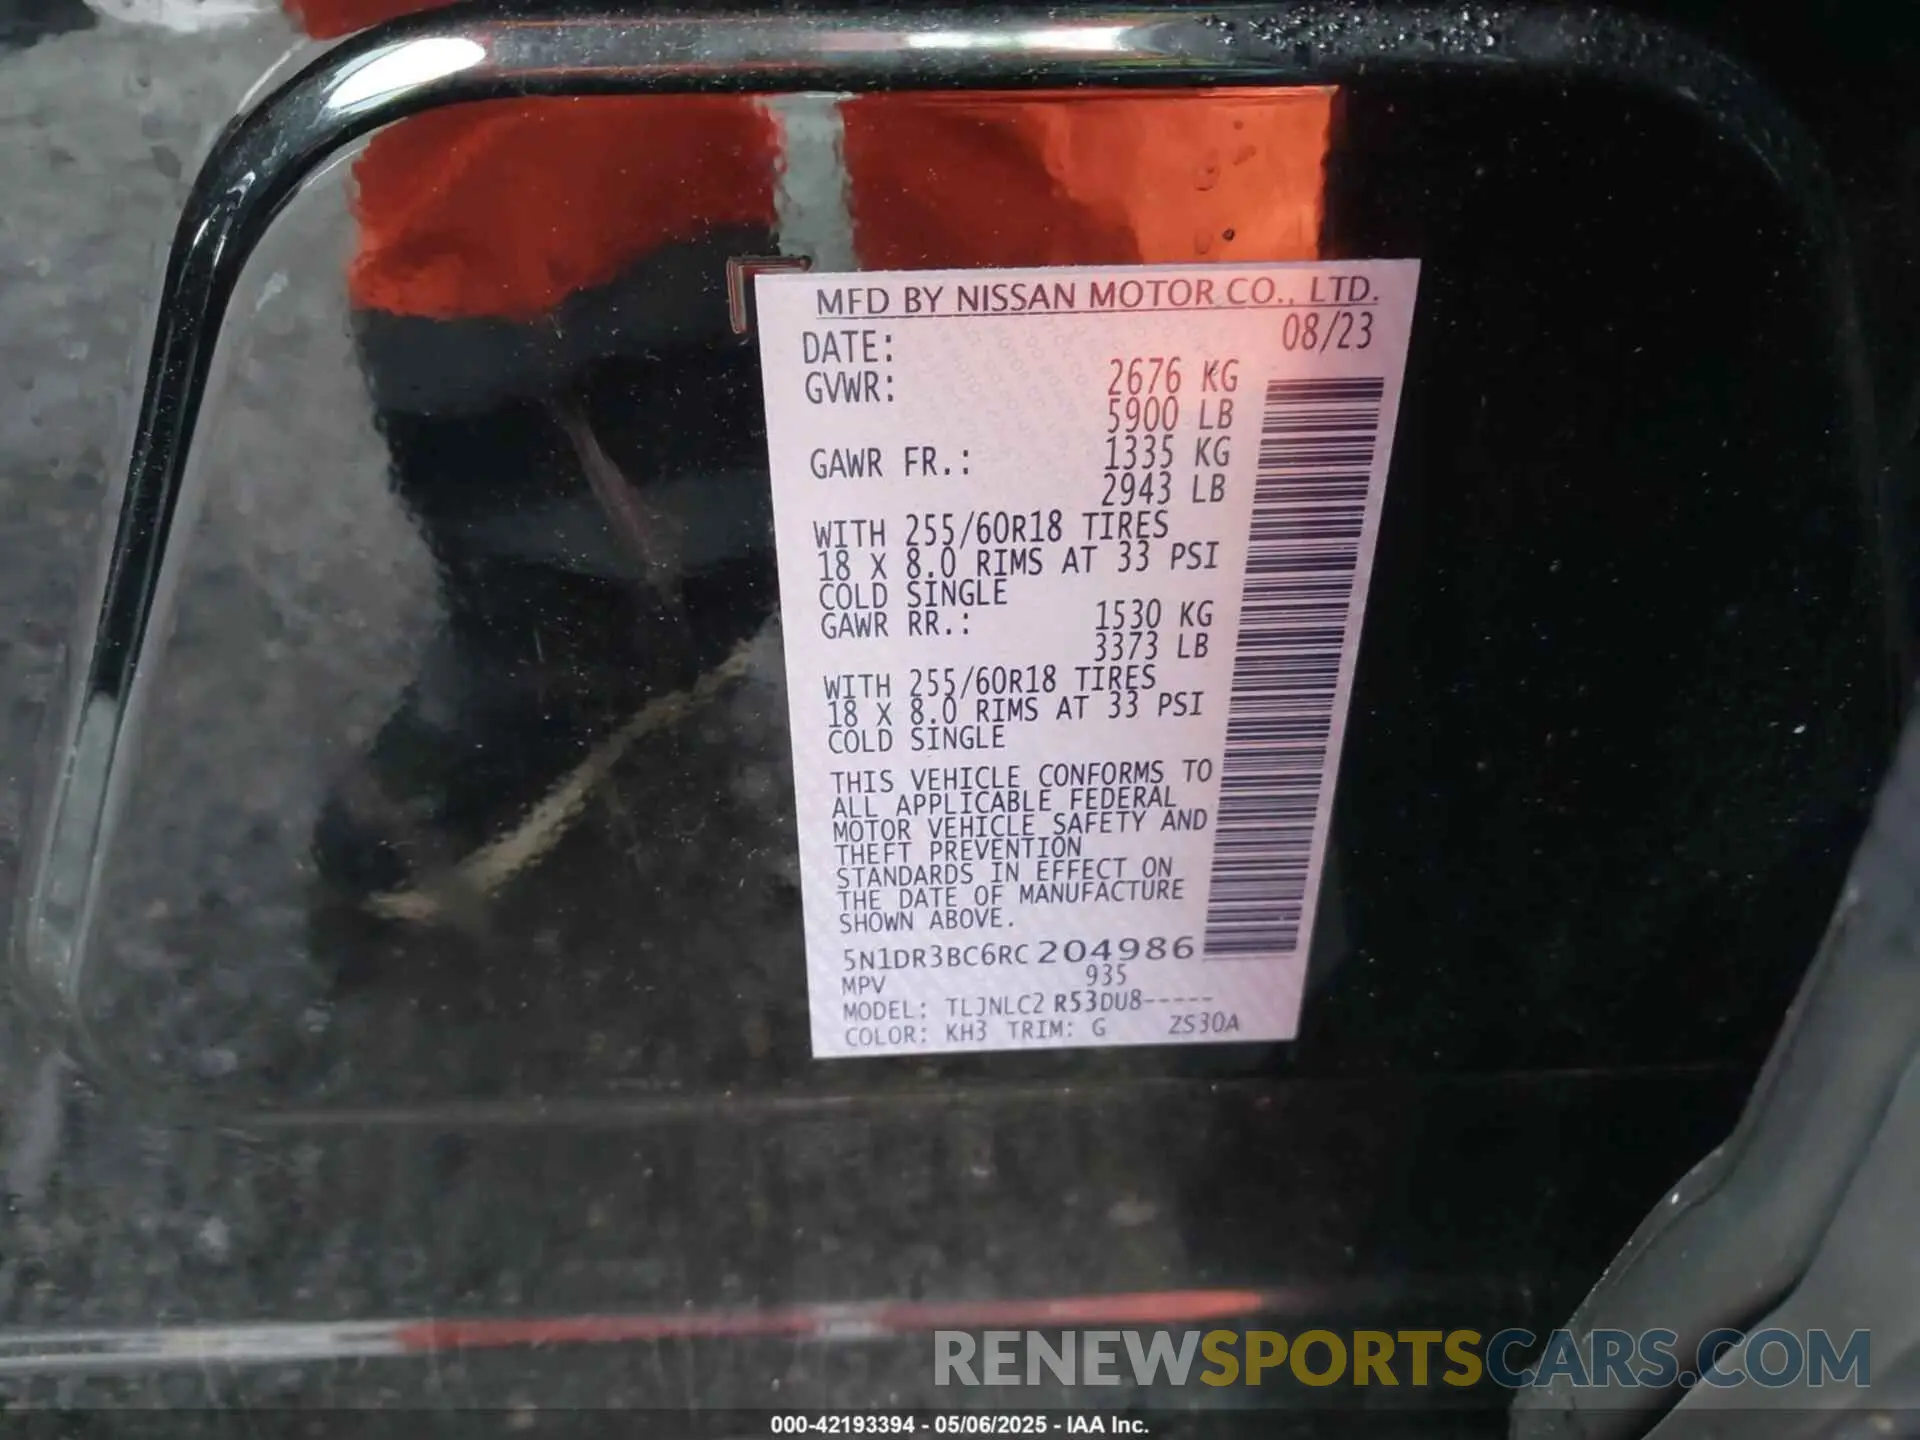 MFD BY NISSAN MOTOR CO., LTD.
DATE: 08/23
GVWR: 2676 KG
5900 LB
GAWR FR.: 1335 KG
2943 LB
WITH 255/60R18 TIRES
18 X 8.0 RIMS AT 33 PSI
COLD SINGLE
GAWR RR.: 1530 KG
3373 LB
WITH 255/60R18 TIRES
18 X 8.0 RIMS AT 33 PSI
COLD SINGLE
THIS VEHICLE CONFORMS TO
ALL APPLICABLE FEDERAL
MOTOR VEHICLE SAFETY AND
THEFT PREVENTION
STANDARDS IN EFFECT ON
THE DATE OF MANUFACTURE
SHOWN ABOVE.
5N1DR3BC6RC204986
MPV 935
MODEL: TLJNLC2 R53DU8-----
COLOR: KH3 TRIM: G ZS30A
RENEWSPORTSCARS.COM
000-42193394 - 05/06/2025 - IAA Inc.